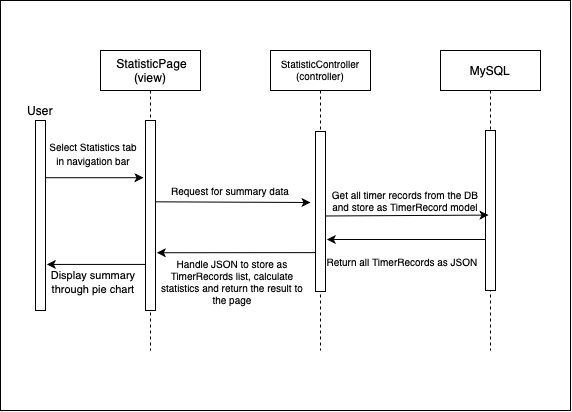 StatisticPage
(view)
StatisticController
(controller)
MySQL
User
Select Statistics tab
in navigation bar
Request for summary data
Get all timer records from the DB
and store as TimerRecord model
Handle JSON to store as
TimerRecords list, calculate
statistics and return the result to
the page
Return all TimerRecords as JSON
Display summary
through pie chart